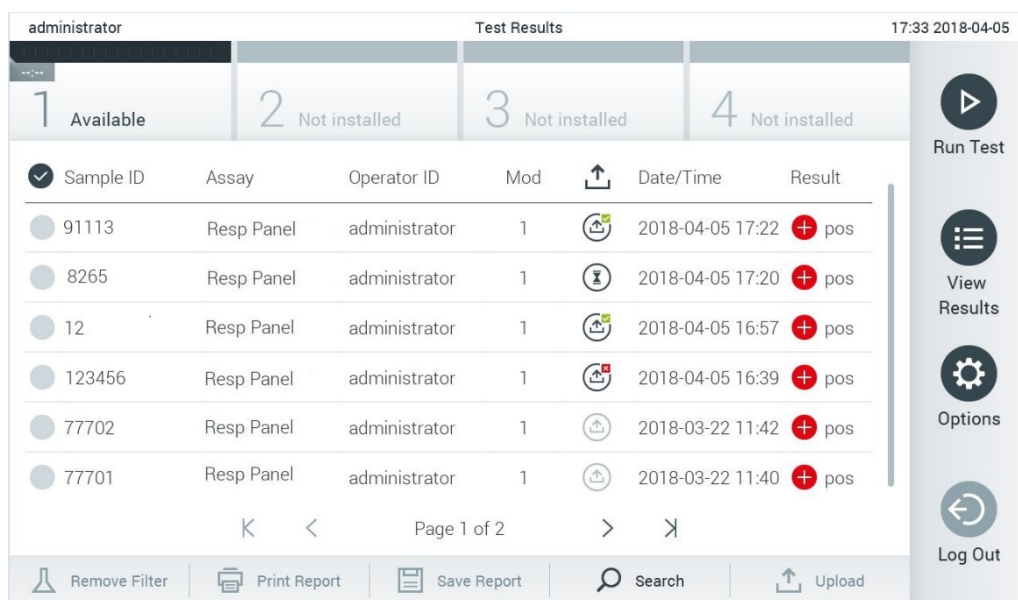 administrator Test Results 17:33 2018-04-05
--:--
1 Available 2 Not installed 3 Not installed 4 Not installed
Run Test
Sample ID Assay Operator ID Mod Date/Time Result
91113 Resp Panel administrator 1 2018-04-05 17:22 pos
8265 Resp Panel administrator 1 2018-04-05 17:20 pos
12 Resp Panel administrator 1 2018-04-05 16:57 pos
123456 Resp Panel administrator 1 2018-04-05 16:39 pos
77702 Resp Panel administrator 1 2018-03-22 11:42 pos
77701 Resp Panel administrator 1 2018-03-22 11:40 pos
View
Results
Options
Page 1 of 2
Log Out
Remove Filter Print Report Save Report Search Upload